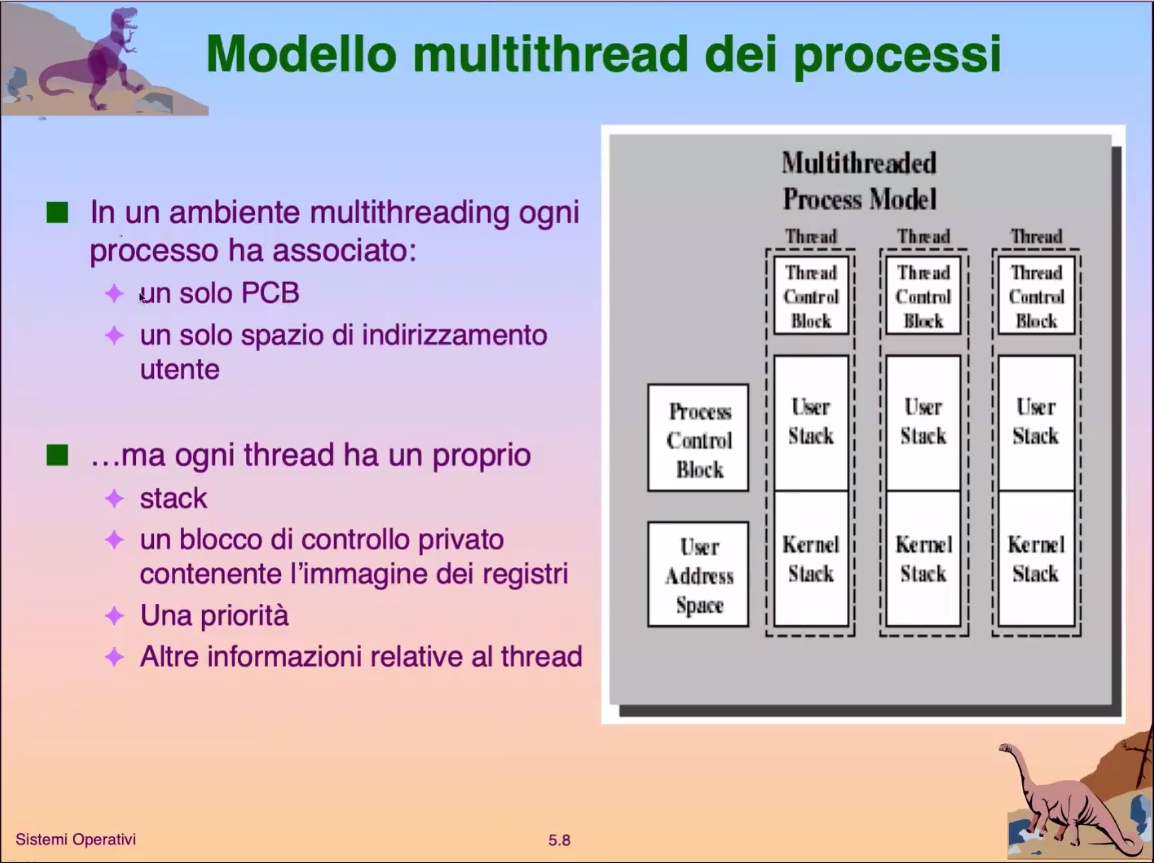 Modello multithread dei processi
In un ambiente multithreading ogni
processo ha associato:
un solo PCB
un solo spazio di indirizzamento
utente
…ma ogni thread ha un proprio
stack
un blocco di controllo privato
contenente l’immagine dei registri
Una priorità
Altre informazioni relative al thread
Multithreaded
Process Model
Thread
Thread
Thread
Thread
Control
Block
Thread
Control
Block
Thread
Control
Block
Process
Control
Block
User
Stack
User
Stack
User
Stack
User
Address
Space
Kernel
Stack
Kernel
Stack
Kernel
Stack
Sistemi Operativi
5.8